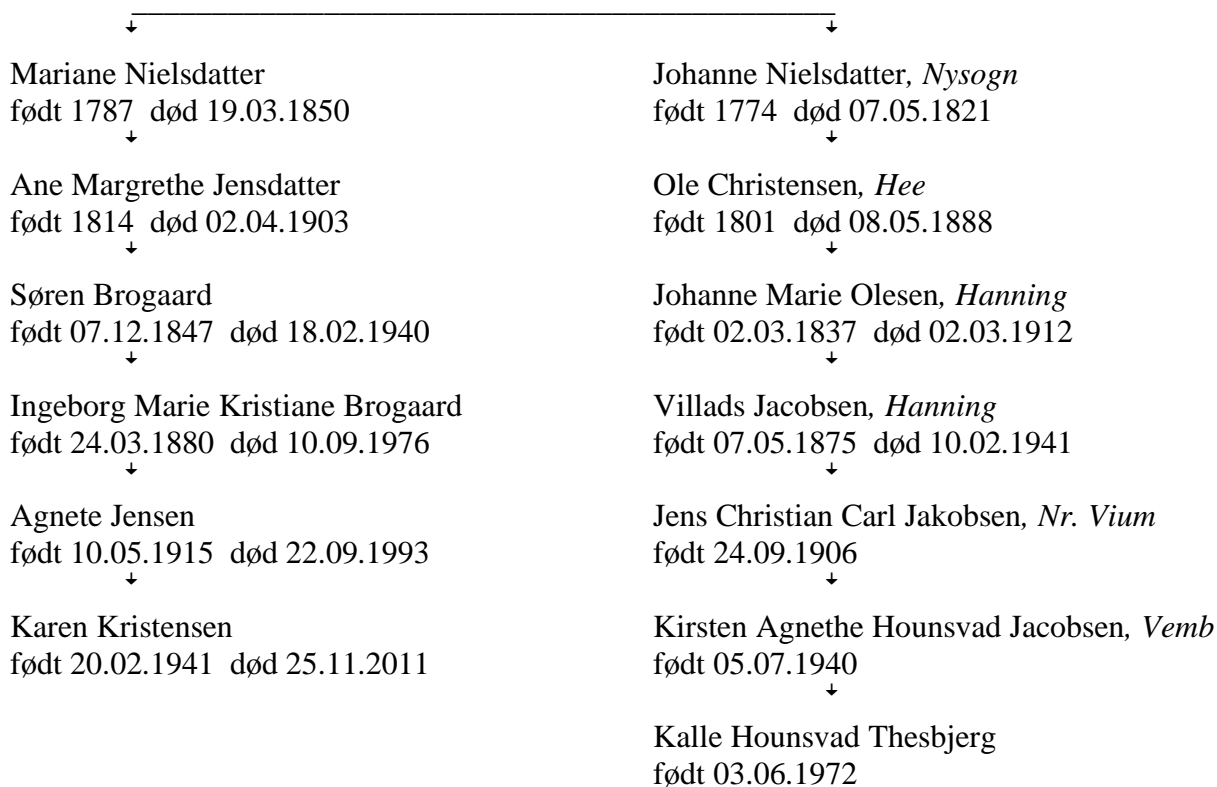 Mariane Nielsdatter
født 1787  død 19.03.1850
Ane Margrethe Jensdatter
født 1814  død 02.04.1903
Søren Brogaard
født 07.12.1847  død 18.02.1940
Ingeborg Marie Kristiane Brogaard
født 24.03.1880  død 10.09.1976
Agnete Jensen
født 10.05.1915  død 22.09.1993
Karen Kristensen
født 20.02.1941  død 25.11.2011
Johanne Nielsdatter, Nysogn
født 1774  død 07.05.1821
Ole Christensen, Hee
født 1801  død 08.05.1888
Johanne Marie Olesen, Hanning
født 02.03.1837  død 02.03.1912
Villads Jacobsen, Hanning
født 07.05.1875  død 10.02.1941
Jens Christian Carl Jakobsen, Nr. Vium
født 24.09.1906
Kirsten Agnethe Hounsvad Jacobsen, Vemb
født 05.07.1940
Kalle Hounsvad Thesbjerg
født 03.06.1972